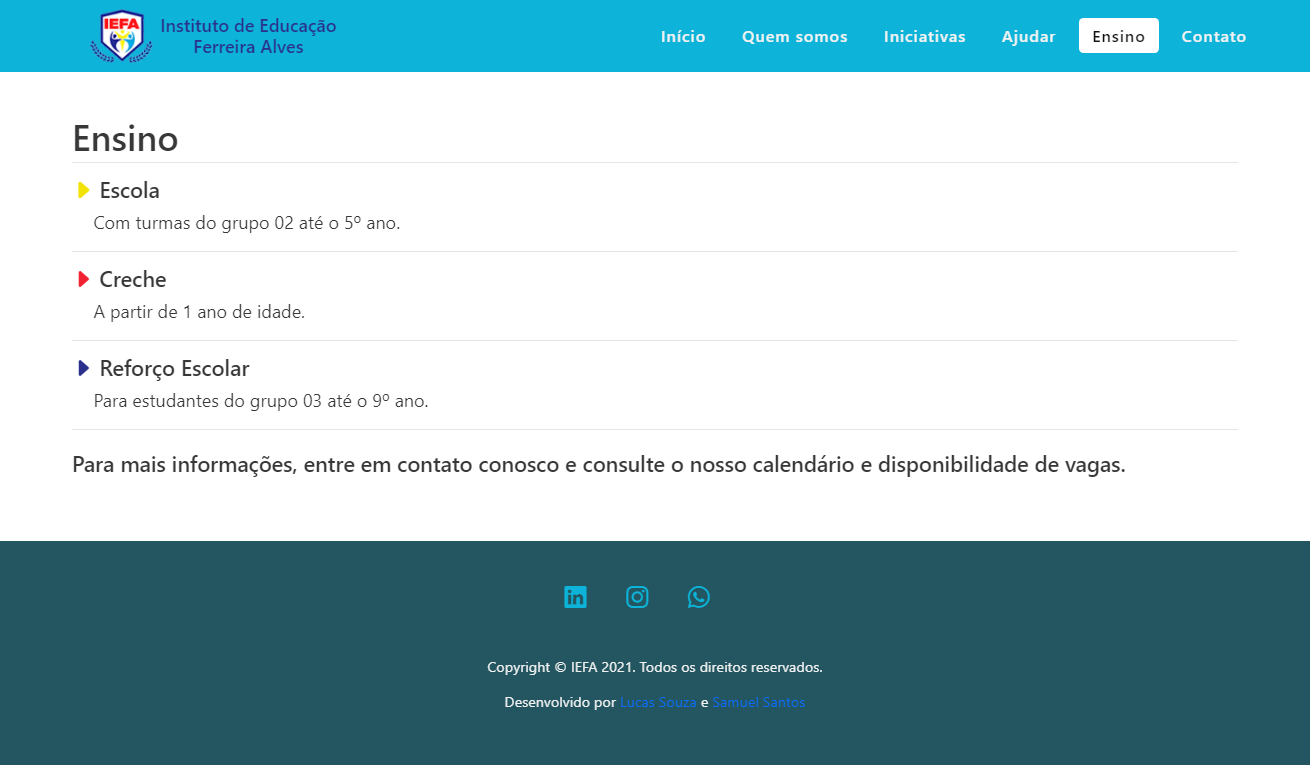 IEFA
Instituto de Educação
Ferreira Alves
Início Quem somos Iniciativas Ajudar Ensino Contato
Ensino
Escola
Com turmas do grupo 02 até o 5º ano.
Creche
A partir de 1 ano de idade.
Reforço Escolar
Para estudantes do grupo 03 até o 9º ano.
Para mais informações, entre em contato conosco e consulte o nosso calendário e disponibilidade de vagas.
in
Copyright © IEFA 2021. Todos os direitos reservados.
Desenvolvido por Lucas Souza e Samuel Santos